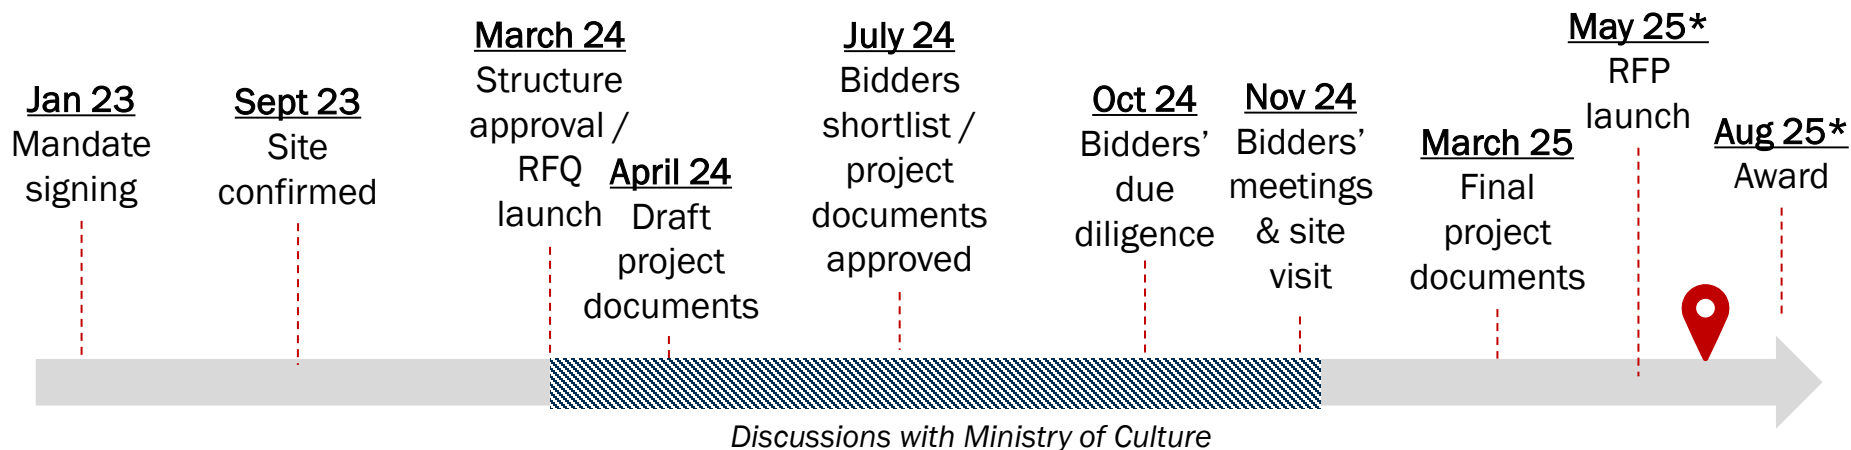 Jan 23
Mandate
signing
Sept 23
Site
confirmed
March 24
Structure
approval /
RFQ
launch
April 24
Draft
project
documents
July 24
Bidders
shortlist /
project
documents
approved
Oct 24
Bidders’
due
diligence
Nov 24
Bidders’
meetings
& site
visit
March 25
Final
project
documents
May 25*
RFP
launch
Aug 25*
Award
Discussions with Ministry of Culture